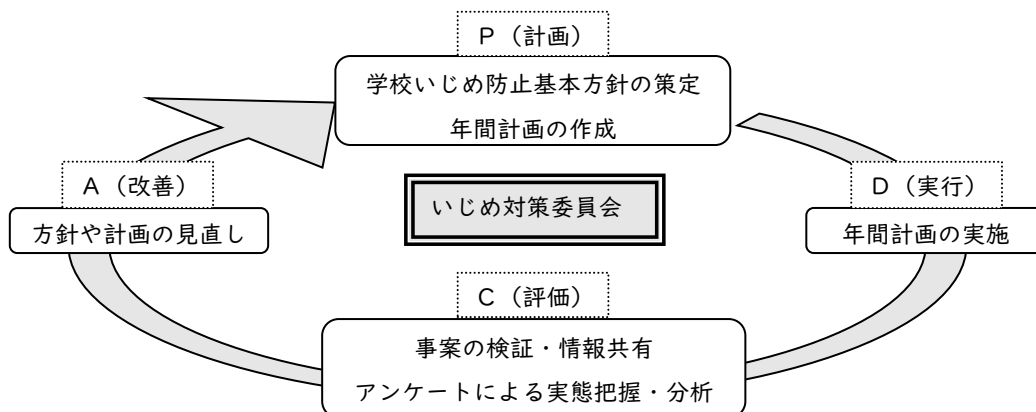 P（計画）
学校いじめ防止基本方針の策定
年間計画の作成
A（改善）
方針や計画の見直し
いじめ対策委員会
D（実行）
年間計画の実施
C（評価）
事案の検証・情報共有
アンケートによる実態把握・分析